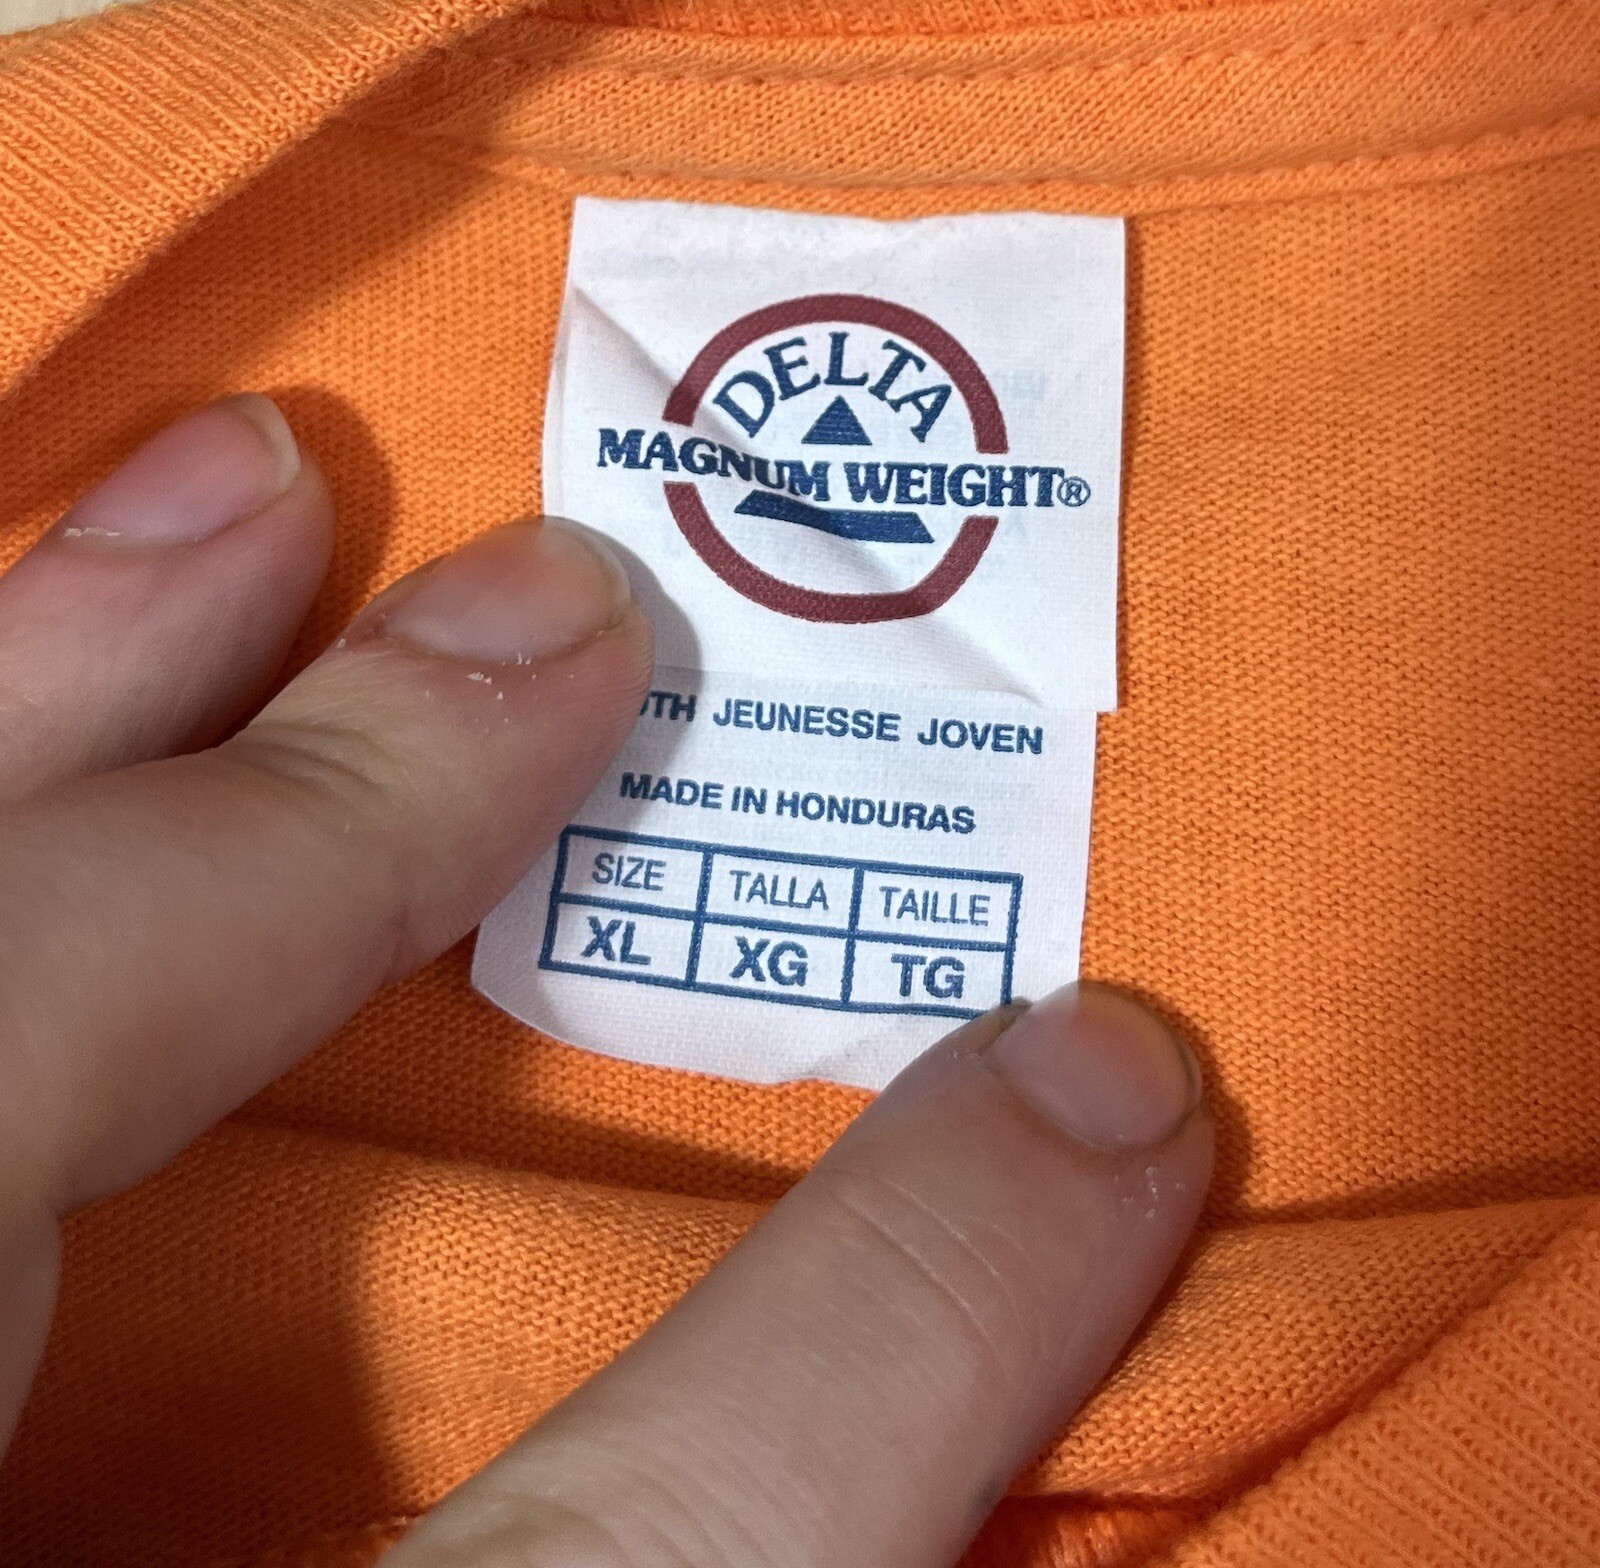 DELTA
MAGNUM WEIGHT®
JEUNESSE JOVEN
MADE IN HONDURAS
SIZE TALLA TAILLE
XL XG TG